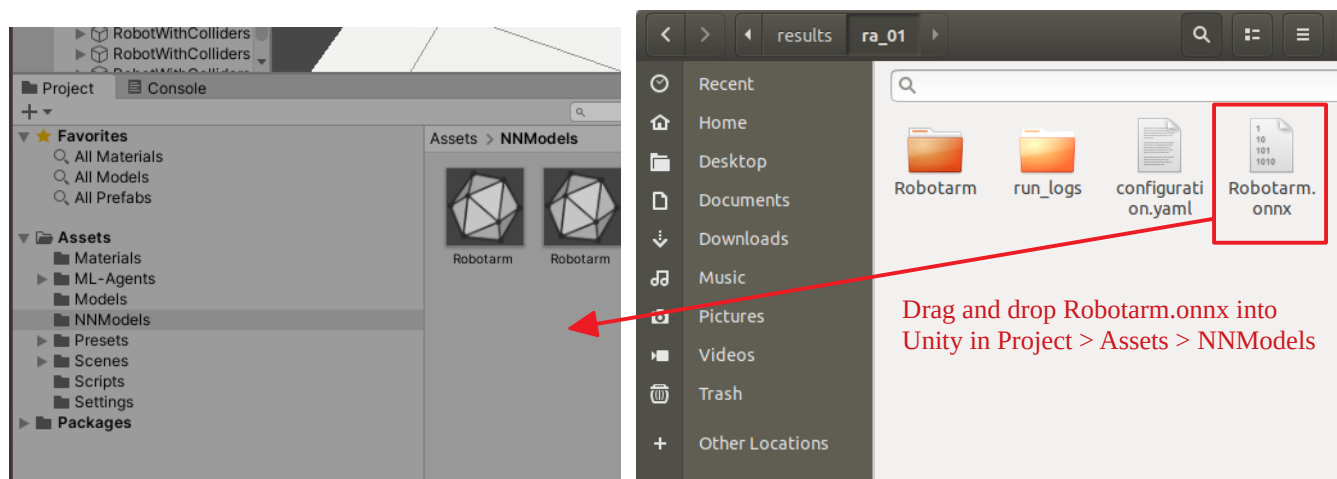 RobotWithColliders
RobotWithColliders
RobotWithColliders
Project
Console
Favorites
All Materials
All Models
All Prefabs
Assets
Materials
ML-Agents
Models
NNModels
Presets
Scenes
Scripts
Settings
Packages
Assets > NNModels
Robotarm
Robotarm
results
ra_01
Recent
Home
Desktop
Documents
Downloads
Music
Pictures
Videos
Trash
Other Locations
1
10
101
1010
Robotarm
run_logs
configurati
on.yaml
Robotarm.
onnx
Drag and drop Robotarm.onnx into
Unity in Project > Assets > NNModels